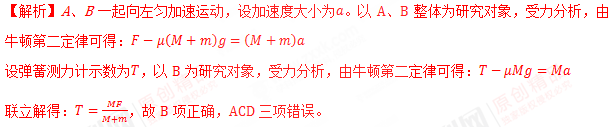 【解析】A、B一起向左匀加速运动，设加速度大小为a。以 A、B 整体为研究对象，受力分析，由
牛顿第二定律可得：F − μ(M + m)g = (M + m)a
设弹簧测力计示数为T，以 B 为研究对象，受力分析，由牛顿第二定律可得：T − μMg = Ma
联立解得：T = MF/(M+m)，故 B 项正确，ACD 三项错误。